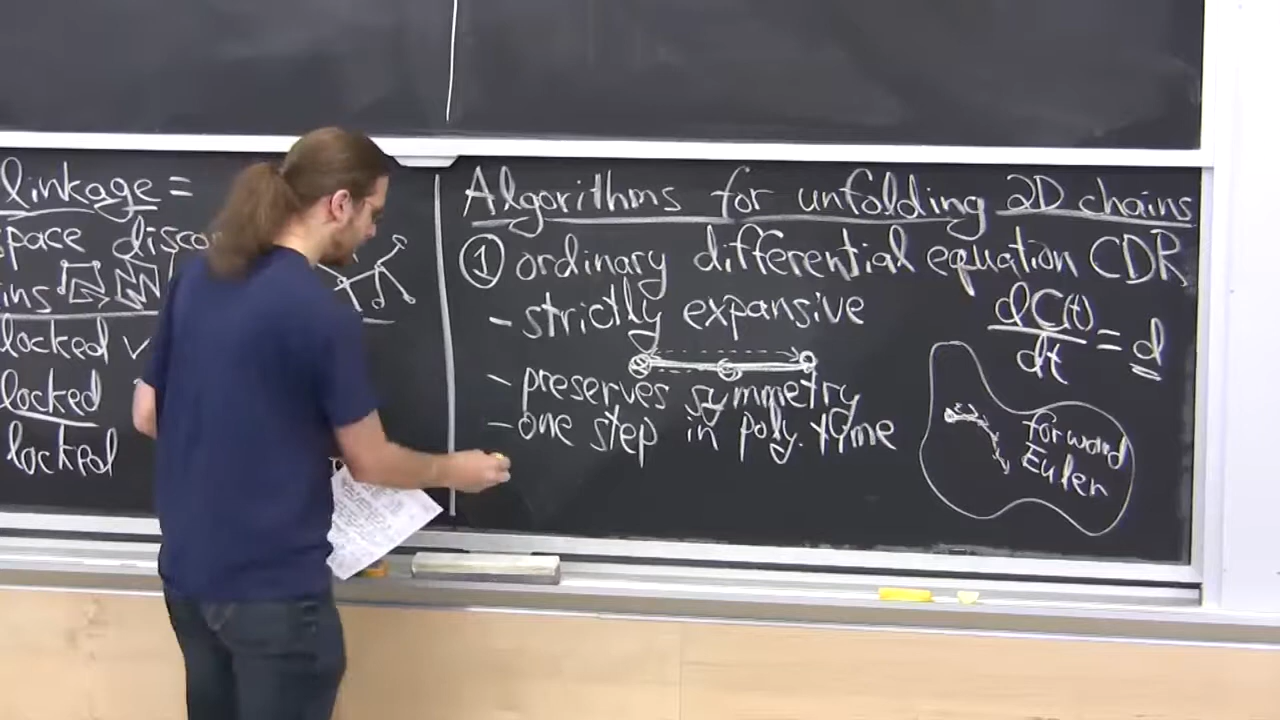 linkage =
pace disco
ins
locked
locked
locked
Algorithms for unfolding 2D chains
① ordinary differential equation CDR
- strictly expansive
- preserves symmetry
- one step in poly. time
dC(t)
dt
= d
forward
Euler